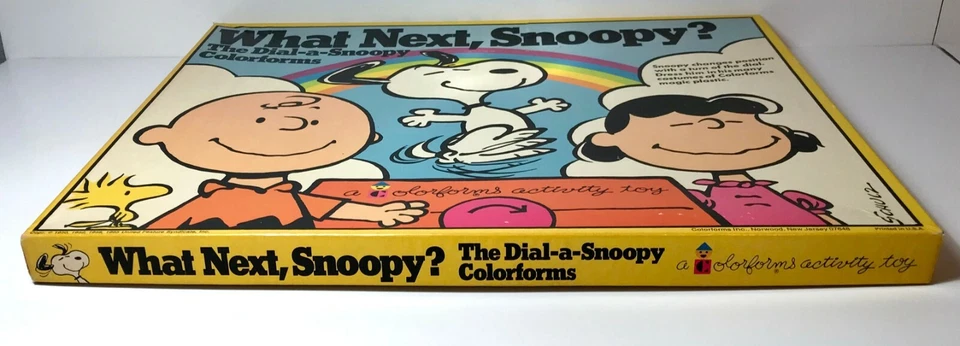 What Next, Snoopy?
The Dial-a-Snoopy
Colorforms
Snoopy changes position
with a turn of the dial.
Dress him in his many
costumes of Colorforms
magic plastic.
a Colorforms activity toy
SCHULZ
Colorforms Inc., Norwood, New Jersey 07648
Printed in U.S.A.
What Next, Snoopy?
The Dial-a-Snoopy
Colorforms
a Colorforms activity toy